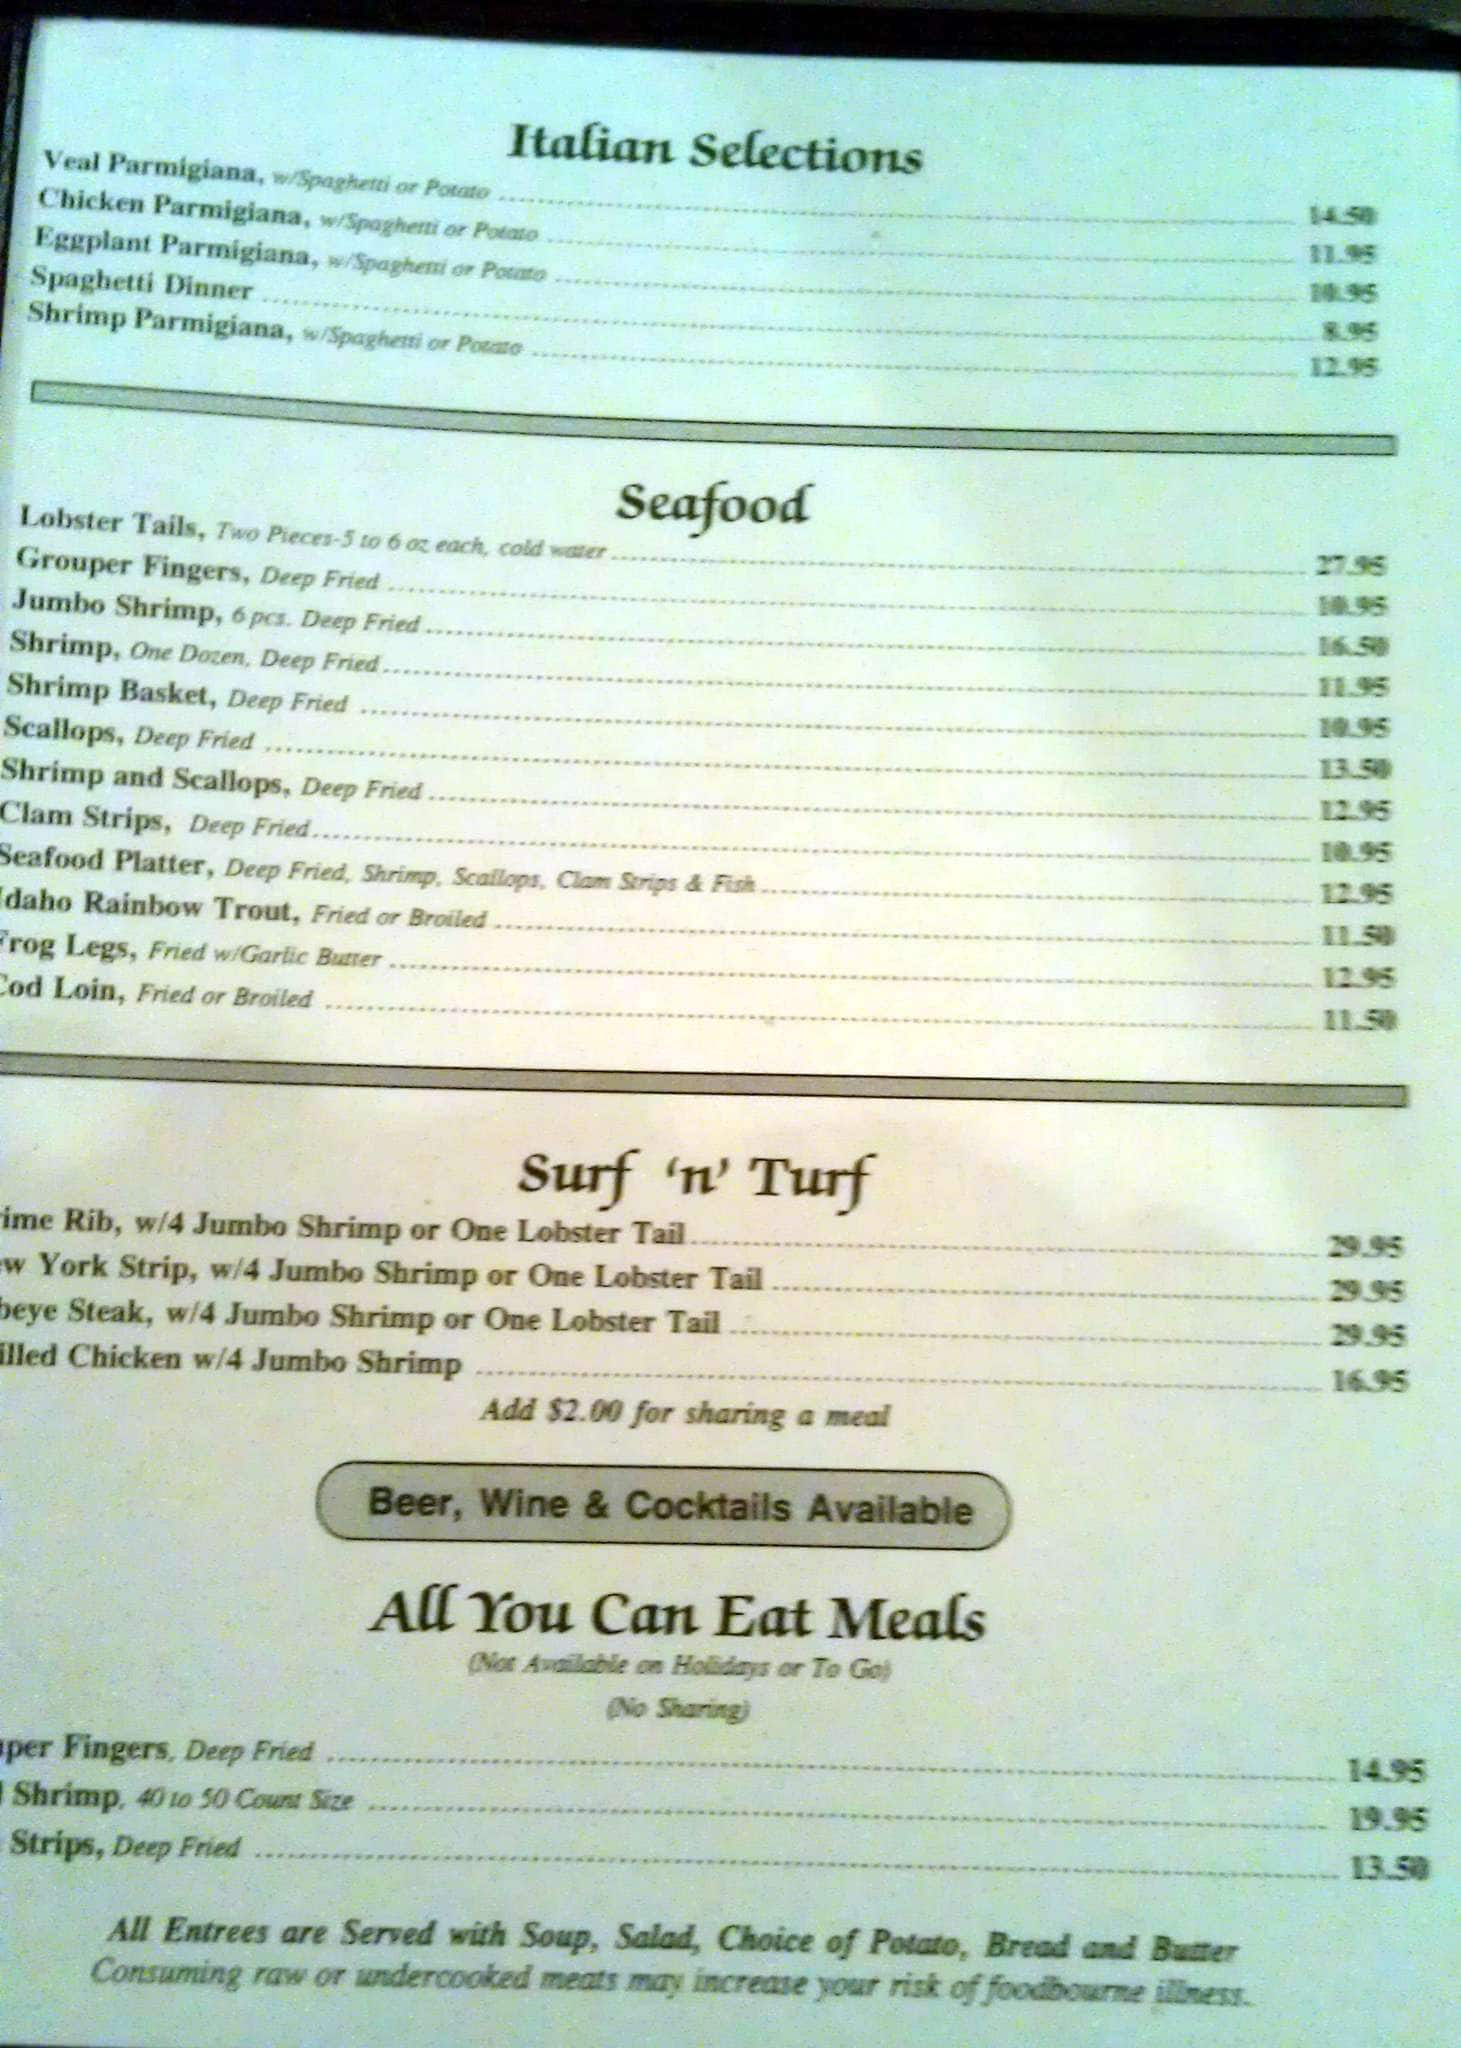 Italian Selections
Veal Parmigiana, w/Spaghetti or Potato 14.50
Chicken Parmigiana, w/Spaghetti or Potato 11.95
Eggplant Parmigiana, w/Spaghetti or Potato 10.95
Spaghetti Dinner 8.95
Shrimp Parmigiana, w/Spaghetti or Potato 12.95
Seafood
Lobster Tails, Two Pieces-5 to 6 oz each, cold water 27.95
Grouper Fingers, Deep Fried 10.95
Jumbo Shrimp, 6 pcs. Deep Fried 16.50
Shrimp, One Dozen, Deep Fried 11.95
Shrimp Basket, Deep Fried 10.95
Scallops, Deep Fried 13.50
Shrimp and Scallops, Deep Fried 12.95
Clam Strips, Deep Fried 10.95
Seafood Platter, Deep Fried, Shrimp, Scallops, Clam Strips & Fish 12.95
Idaho Rainbow Trout, Fried or Broiled 11.50
Frog Legs, Fried w/Garlic Butter 12.95
Cod Loin, Fried or Broiled 11.50
Surf 'n' Turf
rime Rib, w/4 Jumbo Shrimp or One Lobster Tail 29.95
ew York Strip, w/4 Jumbo Shrimp or One Lobster Tail 29.95
beye Steak, w/4 Jumbo Shrimp or One Lobster Tail 29.95
illed Chicken w/4 Jumbo Shrimp 16.95
Add $2.00 for sharing a meal
Beer, Wine & Cocktails Available
All You Can Eat Meals
(Not Available on Holidays or To Go)
(No Sharing)
uper Fingers, Deep Fried 14.95
Shrimp, 40 to 50 Count Size 19.95
Strips, Deep Fried 13.50
All Entrees are Served with Soup, Salad, Choice of Potato, Bread and Butter
Consuming raw or undercooked meats may increase your risk of foodbourne illness.